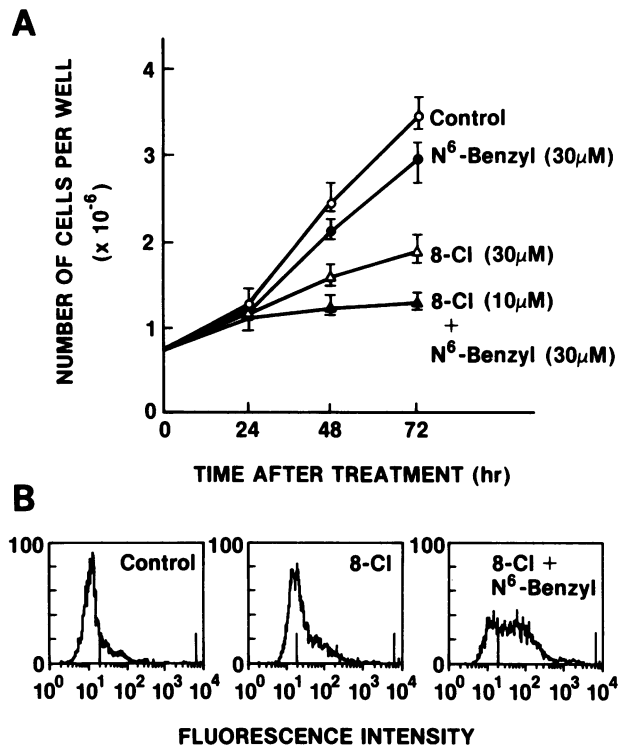 A
NUMBER OF CELLS PER WELL
(x 10⁻⁶)
4
3
2
1
0
Control
N⁶-Benzyl (30μM)
8-Cl (30μM)
8-Cl (10μM)
+
N⁶-Benzyl (30μM)
0 24 48 72
TIME AFTER TREATMENT (hr)
B
100 Control 100 8-Cl 100 8-Cl +
N⁶-Benzyl
0 0 0
10⁰ 10¹ 10² 10³ 10⁴ 10⁰ 10¹ 10² 10³ 10⁴ 10⁰ 10¹ 10² 10³ 10⁴
FLUORESCENCE INTENSITY